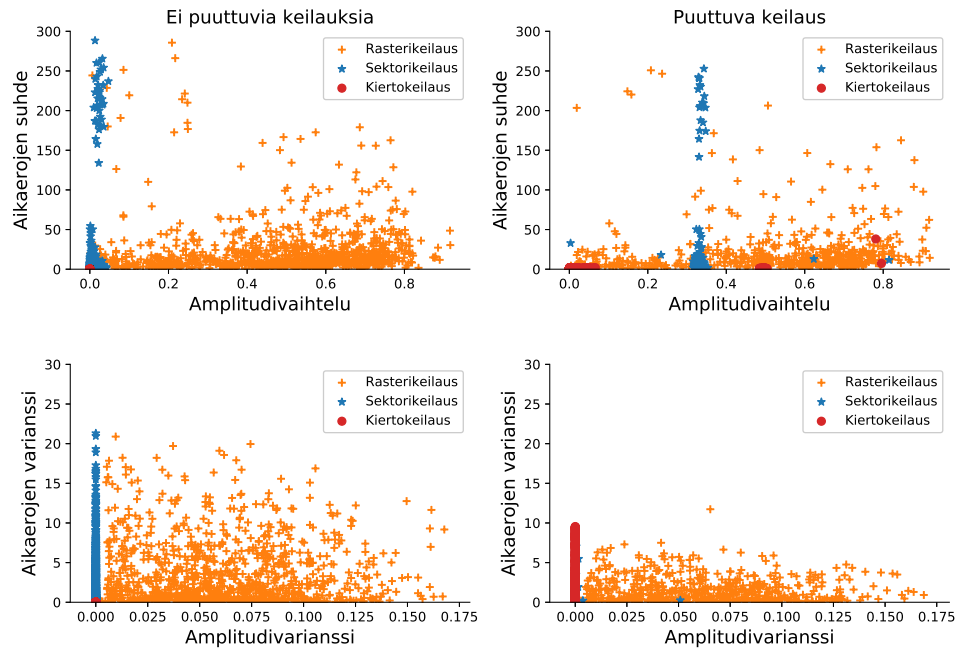 Ei puuttuvia keilauksia
Aikaerojen suhde
300
250
200
150
100
50
0
0.0 0.2 0.4 0.6 0.8
Amplitudivaihtelu
Rasterikeilaus
Sektorikeilaus
Kiertokeilaus
Puuttuva keilaus
Aikaerojen suhde
300
250
200
150
100
50
0
0.0 0.2 0.4 0.6 0.8
Amplitudivaihtelu
Rasterikeilaus
Sektorikeilaus
Kiertokeilaus
Aikaerojen varianssi
30
25
20
15
10
5
0
0.000 0.025 0.050 0.075 0.100 0.125 0.150 0.175
Amplitudivarianssi
Rasterikeilaus
Sektorikeilaus
Kiertokeilaus
Aikaerojen varianssi
30
25
20
15
10
5
0
0.000 0.025 0.050 0.075 0.100 0.125 0.150 0.175
Amplitudivarianssi
Rasterikeilaus
Sektorikeilaus
Kiertokeilaus